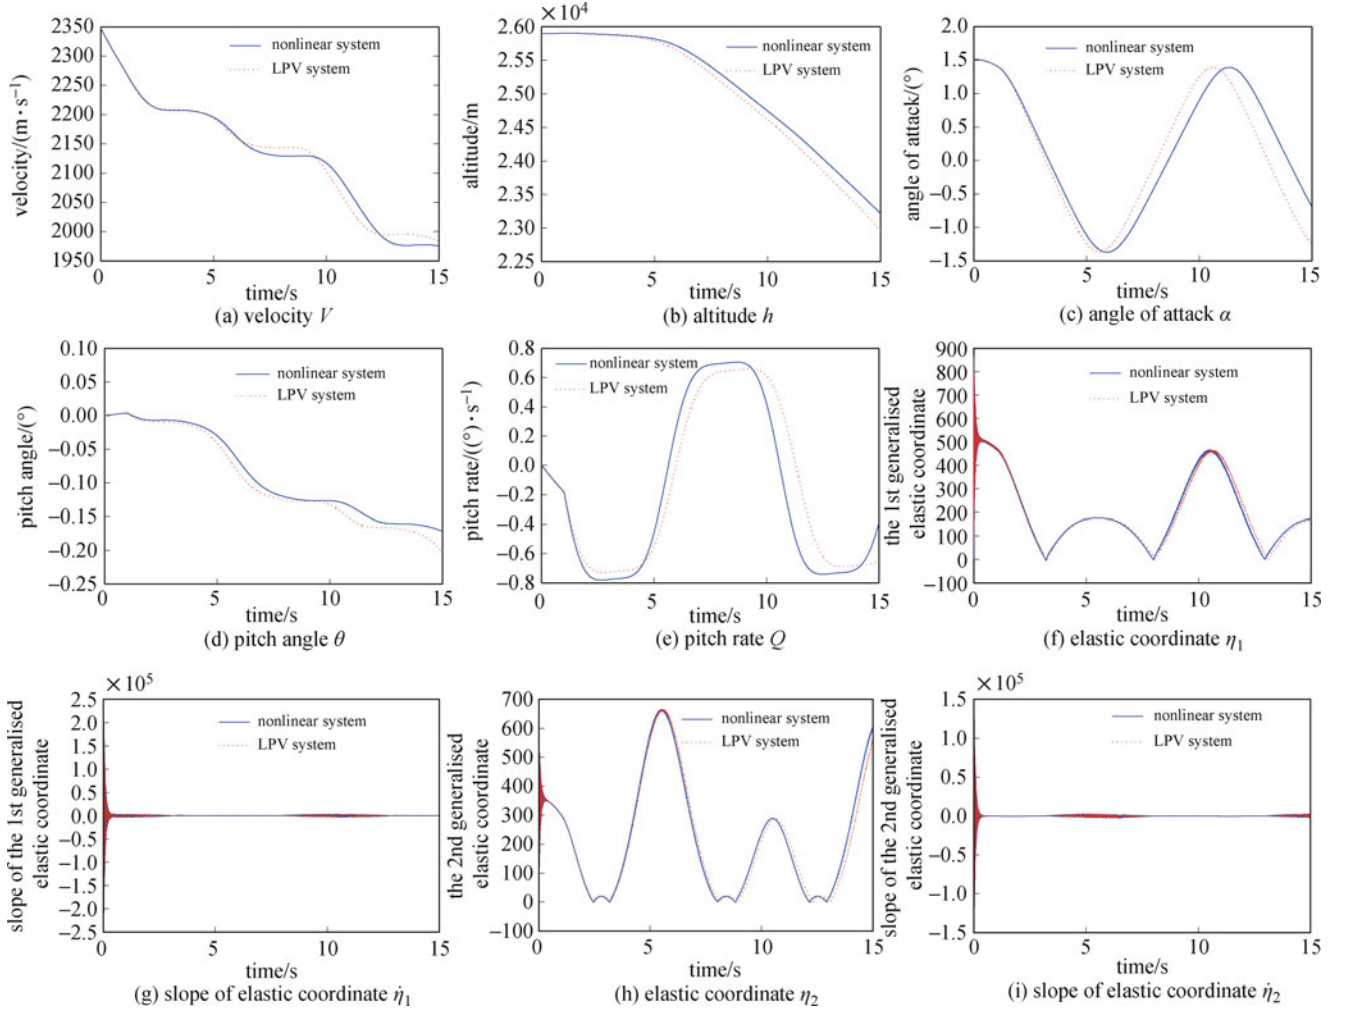 2350
2300
2250
2200
2150
2100
2050
2000
1950
velocity/(m · s⁻¹)
nonlinear system
LPV system
0 5 10 15
time/s
(a) velocity V
×10⁴
2.60
2.55
2.50
2.45
2.40
2.35
2.30
2.25
altitude/m
nonlinear system
LPV system
0 5 10 15
time/s
(b) altitude h
2.0
1.5
1.0
0.5
0.0
−0.5
−1.0
−1.5
angle of attack/(°)
nonlinear system
LPV system
0 5 10 15
time/s
(c) angle of attack α
0.10
0.05
0.00
−0.05
−0.10
−0.15
−0.20
−0.25
pitch angle/(°)
nonlinear system
LPV system
0 5 10 15
time/s
(d) pitch angle θ
0.8
0.6
0.4
0.2
0.0
−0.2
−0.4
−0.6
−0.8
pitch rate/((°) · s⁻¹)
nonlinear system
LPV system
0 5 10 15
time/s
(e) pitch rate Q
900
800
700
600
500
400
300
200
100
0
−100
the 1st generalised
elastic coordinate
nonlinear system
LPV system
0 5 10 15
time/s
(f) elastic coordinate η₁
×10⁵
2.5
2.0
1.5
1.0
0.5
0.0
−0.5
−1.0
−1.5
−2.0
−2.5
slope of the 1st generalised
elastic coordinate
nonlinear system
LPV system
0 5 10 15
time/s
(g) slope of elastic coordinate η̇₁
700
600
500
400
300
200
100
0
−100
the 2nd generalised
elastic coordinate
nonlinear system
LPV system
0 5 10 15
time/s
(h) elastic coordinate η₂
×10⁵
1.5
1.0
0.5
0
−0.5
−1.0
−1.5
slope of the 2nd generalised
elastic coordinate
nonlinear system
LPV system
0 5 10 15
time/s
(i) slope of elastic coordinate η̇₂